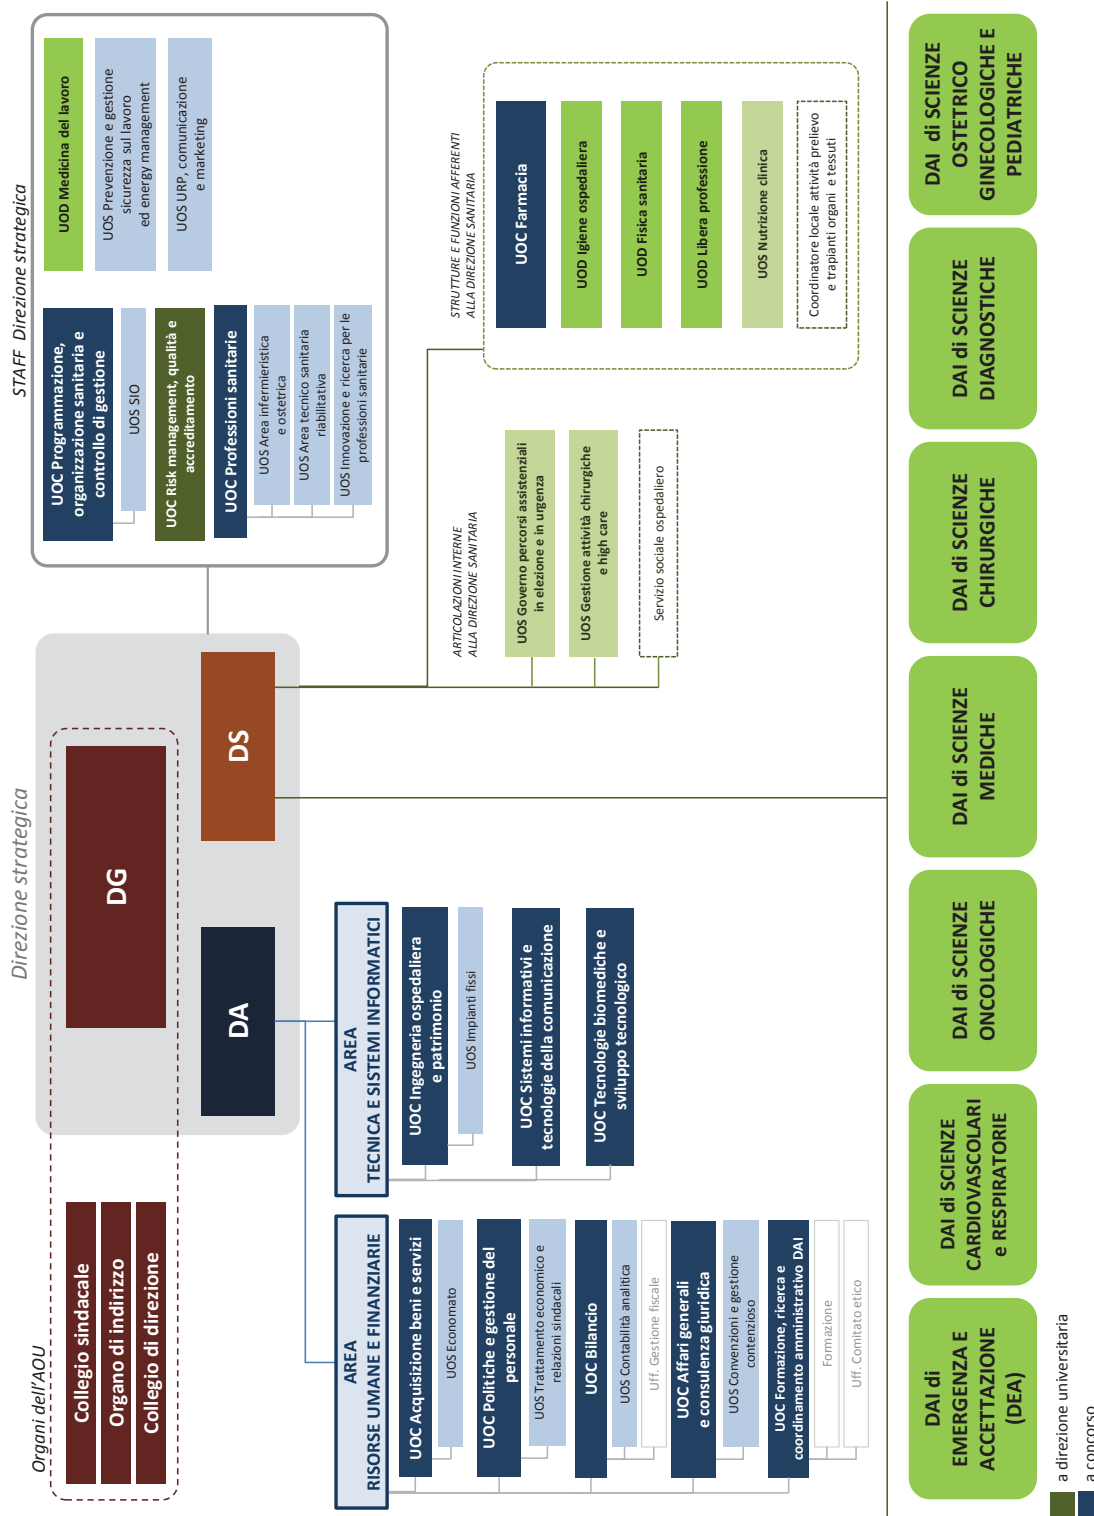 Organi dell'AOU
Collegio sindacale
Organo di indirizzo
Collegio di direzione
Direzione strategica
DG
DA
DS
STAFF Direzione strategica
UOC Programmazione,
organizzazione sanitaria e
controllo di gestione
UOS SIO
UOC Risk management, qualità e
accreditamento
UOC Professioni sanitarie
UOS Area infermieristica
e ostetrica
UOS Area tecnico sanitaria
riabilitativa
UOS Innovazione e ricerca per le
professioni sanitarie
UOD Medicina del lavoro
UOS Prevenzione e gestione
sicurezza sul lavoro
ed energy management
UOS URP, comunicazione
e marketing
AREA
RISORSE UMANE E FINANZIARIE
UOC Acquisizione beni e servizi
UOS Economato
UOC Politiche e gestione del
personale
UOS Trattamento economico e
relazioni sindacali
UOC Bilancio
UOS Contabilità analitica
Uff. Gestione fiscale
UOC Affari generali
e consulenza giuridica
UOS Convenzioni e gestione
contenzioso
UOC Formazione, ricerca e
coordinamento amministrativo DAI
Formazione
Uff. Comitato etico
AREA
TECNICA E SISTEMI INFORMATICI
UOC Ingegneria ospedaliera
e patrimonio
UOS Impianti fissi
UOC Sistemi informativi e
tecnologie della comunicazione
UOC Tecnologie biomediche e
sviluppo tecnologico
ARTICOLAZIONI INTERNE
ALLA DIREZIONE SANITARIA
UOS Governo percorsi assistenziali
in elezione e in urgenza
UOS Gestione attività chirurgiche
e high care
Servizio sociale ospedaliero
STRUTTURE E FUNZIONI AFFERENTI
ALLA DIREZIONE SANITARIA
UOC Farmacia
UOD Igiene ospedaliera
UOD Fisica sanitaria
UOD Libera professione
UOS Nutrizione clinica
Coordinatore locale attività prelievo
e trapianti organi e tessuti
DAI di
EMERGENZA E
ACCETTAZIONE
(DEA)
DAI di SCIENZE
CARDIOVASCOLARI
e RESPIRATORIE
DAI di SCIENZE
ONCOLOGICHE
DAI di SCIENZE
MEDICHE
DAI di SCIENZE
CHIRURGICHE
DAI di SCIENZE
DIAGNOSTICHE
DAI di SCIENZE
OSTETRICO
GINECOLOGICHE E
PEDIATRICHE
a direzione universitaria
a concorso